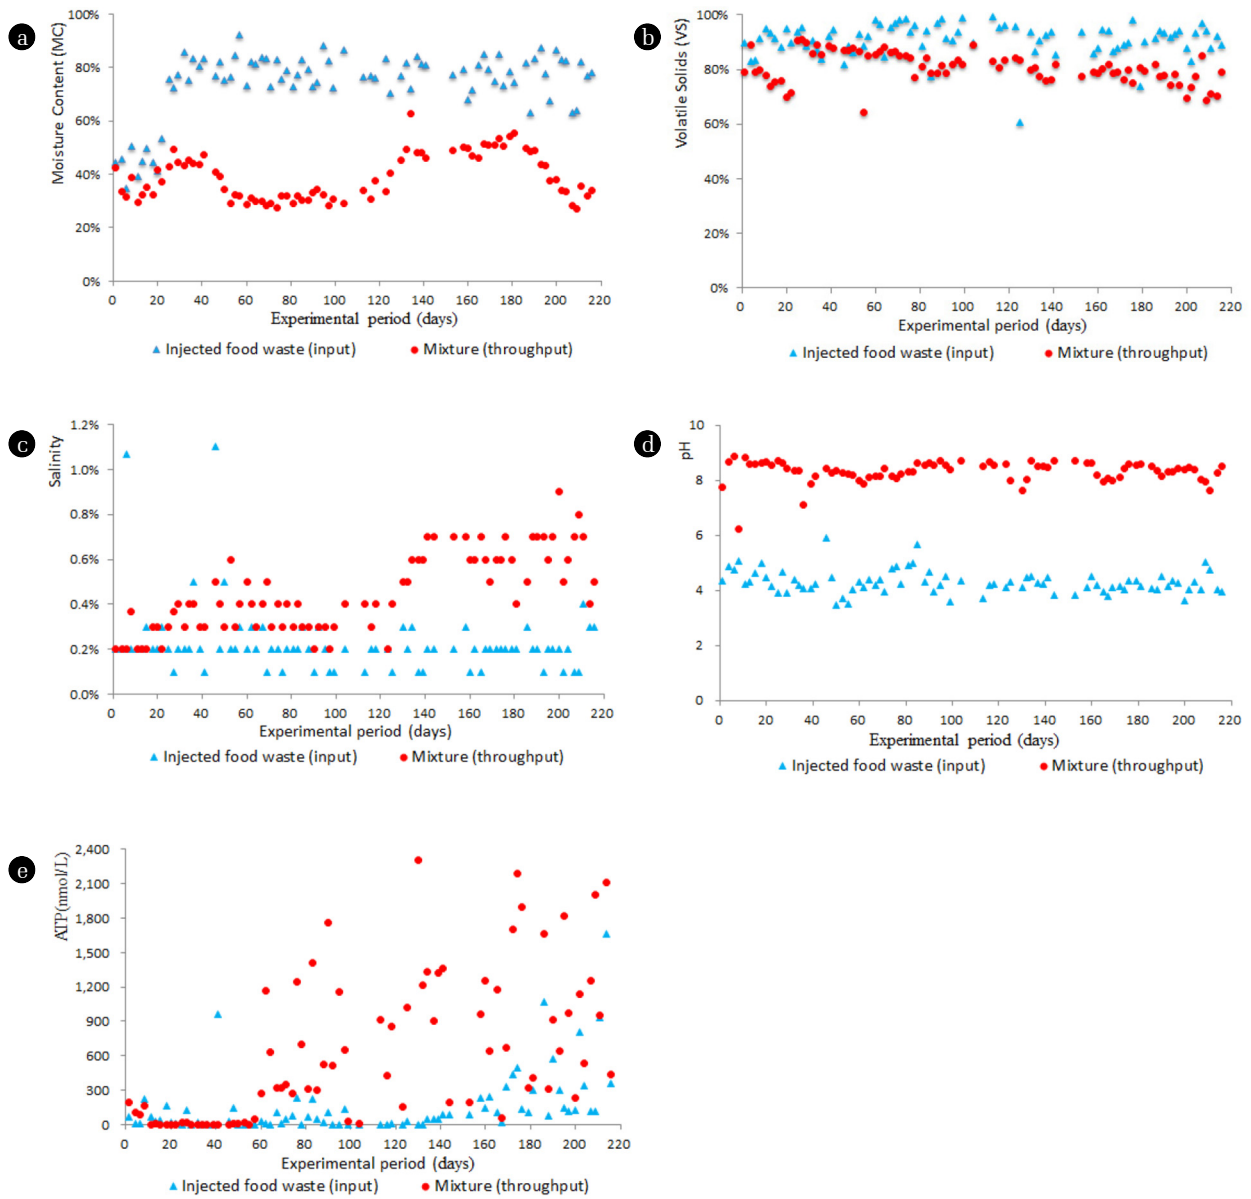 a
Moisture Content (MC)
100%
80%
60%
40%
20%
0%
0 20 40 60 80 100 120 140 160 180 200 220
Experimental period (days)
Injected food waste (input) Mixture (throughput)
b
Volatile Solids (VS)
100%
80%
60%
40%
20%
0%
0 20 40 60 80 100 120 140 160 180 200 220
Experimental period (days)
Injected food waste (input) Mixture (throughput)
c
Salinity
1.2%
1.0%
0.8%
0.6%
0.4%
0.2%
0.0%
0 20 40 60 80 100 120 140 160 180 200 220
Experimental period (days)
Injected food waste (input) Mixture (throughput)
d
pH
10
8
6
4
2
0
0 20 40 60 80 100 120 140 160 180 200 220
Experimental period (days)
Injected food waste (input) Mixture (throughput)
e
ATP(nmol/L)
2,400
2,100
1,800
1,500
1,200
900
600
300
0
0 20 40 60 80 100 120 140 160 180 200 220
Experimental period (days)
Injected food waste (input) Mixture (throughput)